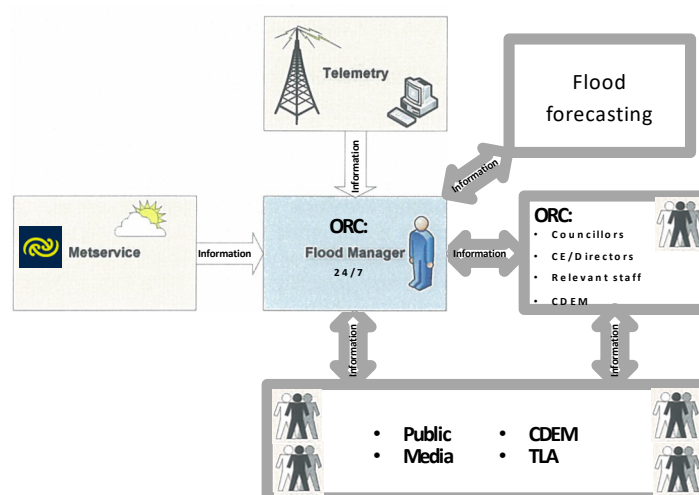 Telemetry
Flood
forecasting
Information
Information
Metservice
Information
ORC:
Flood Manager
24/7
Information
ORC:
• Councillors
• CE/Directors
• Relevant staff
• CDEM
Information
Information
• Public
• Media
• CDEM
• TLA